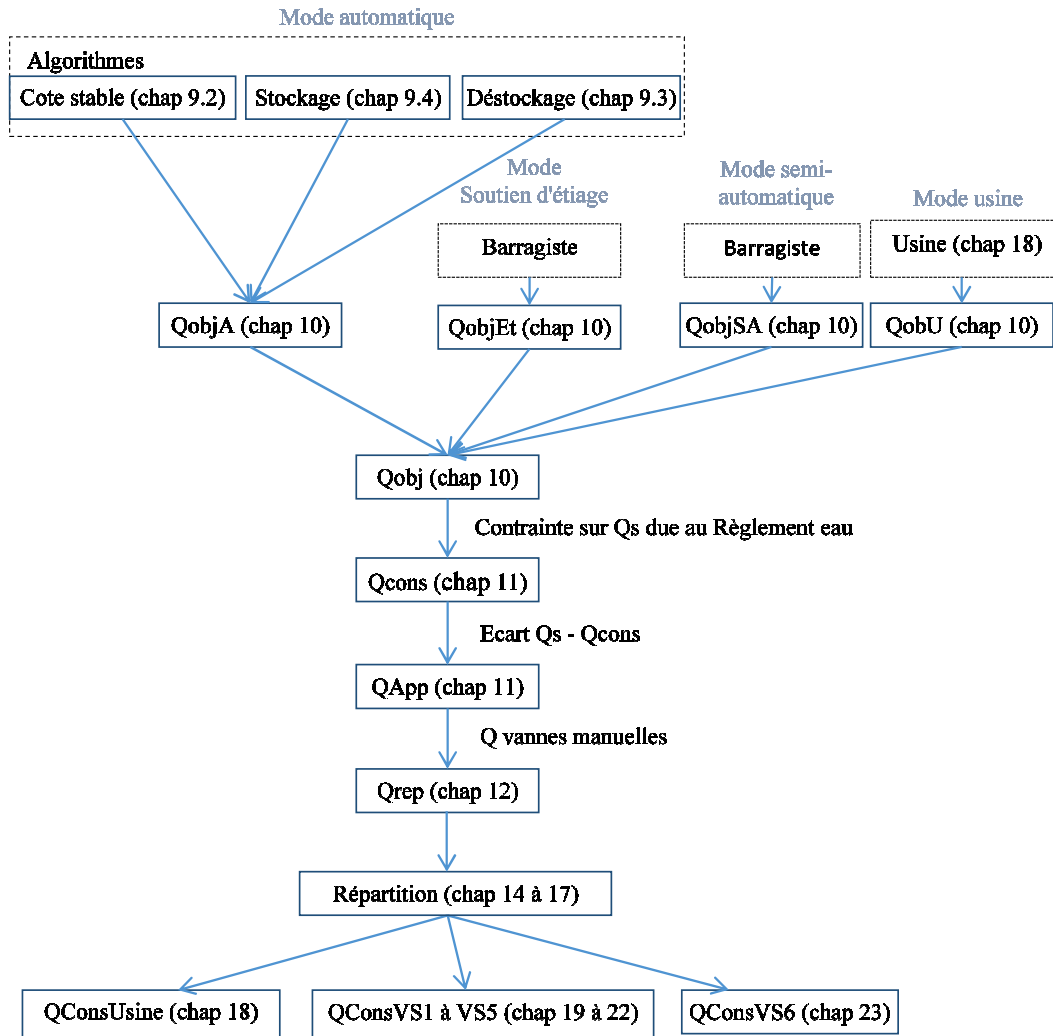 Mode automatique
Algorithmes
Cote stable (chap 9.2)
Stockage (chap 9.4)
Déstockage (chap 9.3)
Mode
Soutien d'étiage
Mode semi-
automatique
Mode usine
Barragiste
Barragiste
Usine (chap 18)
QobjA (chap 10)
QobjEt (chap 10)
QobjSA (chap 10)
QobU (chap 10)
Qobj (chap 10)
Contrainte sur Qs due au Règlement eau
Qcons (chap 11)
Ecart Qs - Qcons
QApp (chap 11)
Q vannes manuelles
Qrep (chap 12)
Répartition (chap 14 à 17)
QConsUsine (chap 18)
QConsVS1 à VS5 (chap 19 à 22)
QConsVS6 (chap 23)